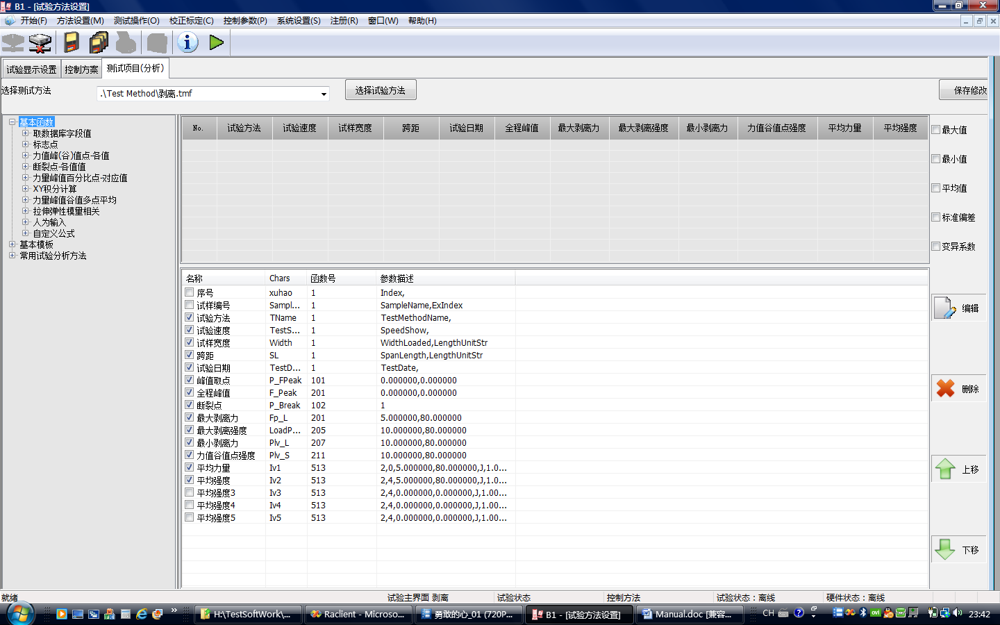 B1 - [试验方法设置]
开始(F) 方法设置(M) 测试操作(O) 校正标定(C) 控制参数(P) 系统设置(S) 注册(R) 窗口(W) 帮助(H)
试验显示设置 控制方案 测试项目(分析)
选择测试方法 .\Test Method\剥离.tmf 选择试验方法 保存修改
基本函数
取数据库字段值
标志点
力值峰(谷)值点-各值
断裂点-各值值
力量峰值百分比点-对应值
XY积分计算
力量峰值谷值多点平均
拉伸弹性模量相关
人为输入
自定义公式
基本模板
常用试验分析方法
No. 试验方法 试验速度 试样宽度 跨距 试验日期 全程峰值 最大剥离力 最大剥离强度 最小剥离力 力值谷值点强度 平均力量 平均强度
最大值
最小值
平均值
标准偏差
变异系数
名称 Chars 函数号 参数描述
序号 xuhao 1 Index,
试样编号 Sampl... 1 SampleName,ExIndex
试验方法 TName 1 TestMethodName,
试验速度 TestS... 1 SpeedShow,
试样宽度 Width 1 WidthLoaded,LengthUnitStr
跨距 SL 1 SpanLength,LengthUnitStr
试验日期 TestD... 1 TestDate,
峰值取点 P_FPeak 101 0.000000,0.000000
全程峰值 F_Peak 201 0.000000,0.000000
断裂点 P_Break 102 1
最大剥离力 Fp_L 201 5.000000,80.000000
最大剥离强度 LoadP... 205 10.000000,80.000000
最小剥离力 Plv_L 207 10.000000,80.000000
力值谷值点强度 Plv_S 211 10.000000,80.000000
平均力量 Iv1 513 2,0,5.000000,80.000000,J,1.0...
平均强度 Iv2 513 2,4,5.000000,80.000000,J,1.0...
平均强度3 Iv3 513 2,4,0.000000,0.000000,J,1.00...
平均强度4 Iv4 513 2,4,0.000000,0.000000,J,1.00...
平均强度5 Iv5 513 2,4,0.000000,0.000000,J,1.00...
编辑
删除
上移
下移
就绪 试验主界面 剥离 试验状态 控制方法 试验状态：离线 硬件状态：离线
H:\TestSoftWork\... Raclient - Microso... 勇敢的心_01 (720P... B1 - [试验方法设置] Manual.doc [兼容... CH ovi 23:42